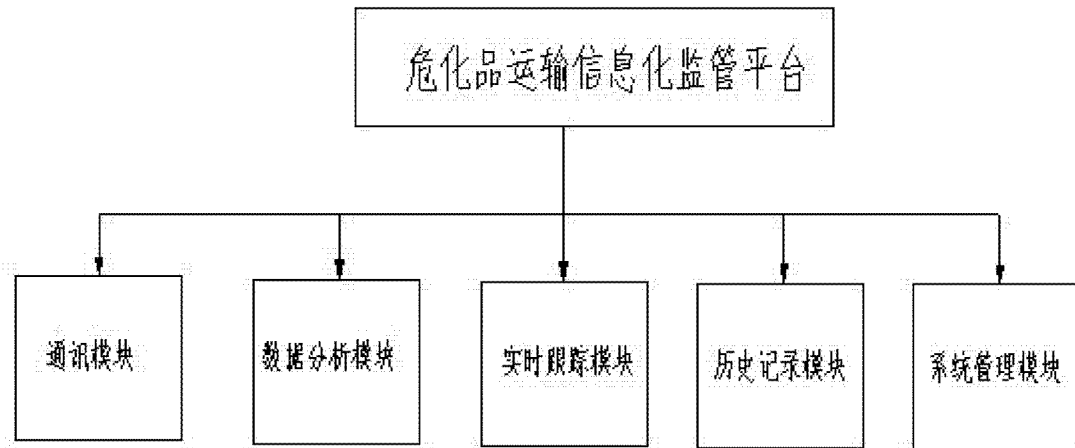 危化品运输信息化监管平台
通讯模块
数据分析模块
实时跟踪模块
历史记录模块
系统管理模块